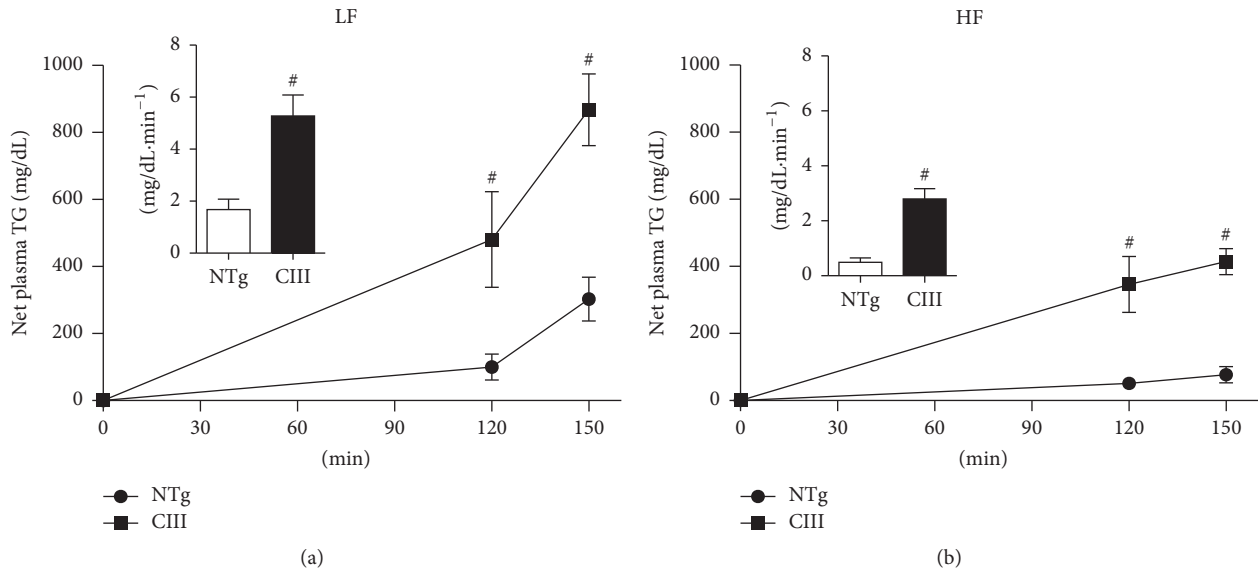 LF
Net plasma TG (mg/dL)
1000
800
600
400
200
0
0
30
60
90
120
150
(min)
#
#
(mg/dL·min⁻¹)
8
6
4
2
0
#
NTg
CIII
NTg
CIII
(a)
HF
Net plasma TG (mg/dL)
1000
800
600
400
200
0
0
30
60
90
120
150
(min)
#
#
(mg/dL·min⁻¹)
8
6
4
2
0
#
NTg
CIII
NTg
CIII
(b)